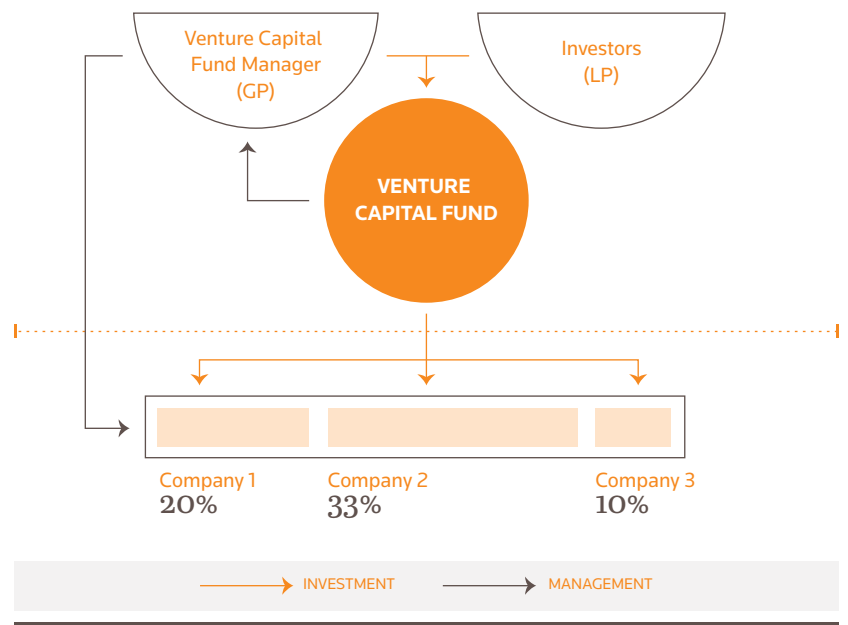 Venture Capital
Fund Manager
(GP)
Investors
(LP)
VENTURE
CAPITAL FUND
Company 1
20%
Company 2
33%
Company 3
10%
INVESTMENT
MANAGEMENT